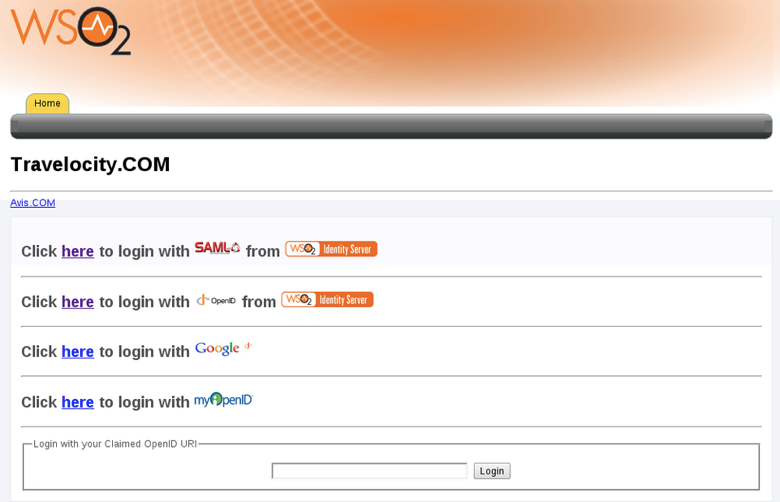 WSO2
Home
Travelocity.COM
Avis.COM
Click here to login with SAML from WSO2 Identity Server
Click here to login with OpenID from WSO2 Identity Server
Click here to login with Google
Click here to login with myOpenID
Login with your Claimed OpenID URI
Login